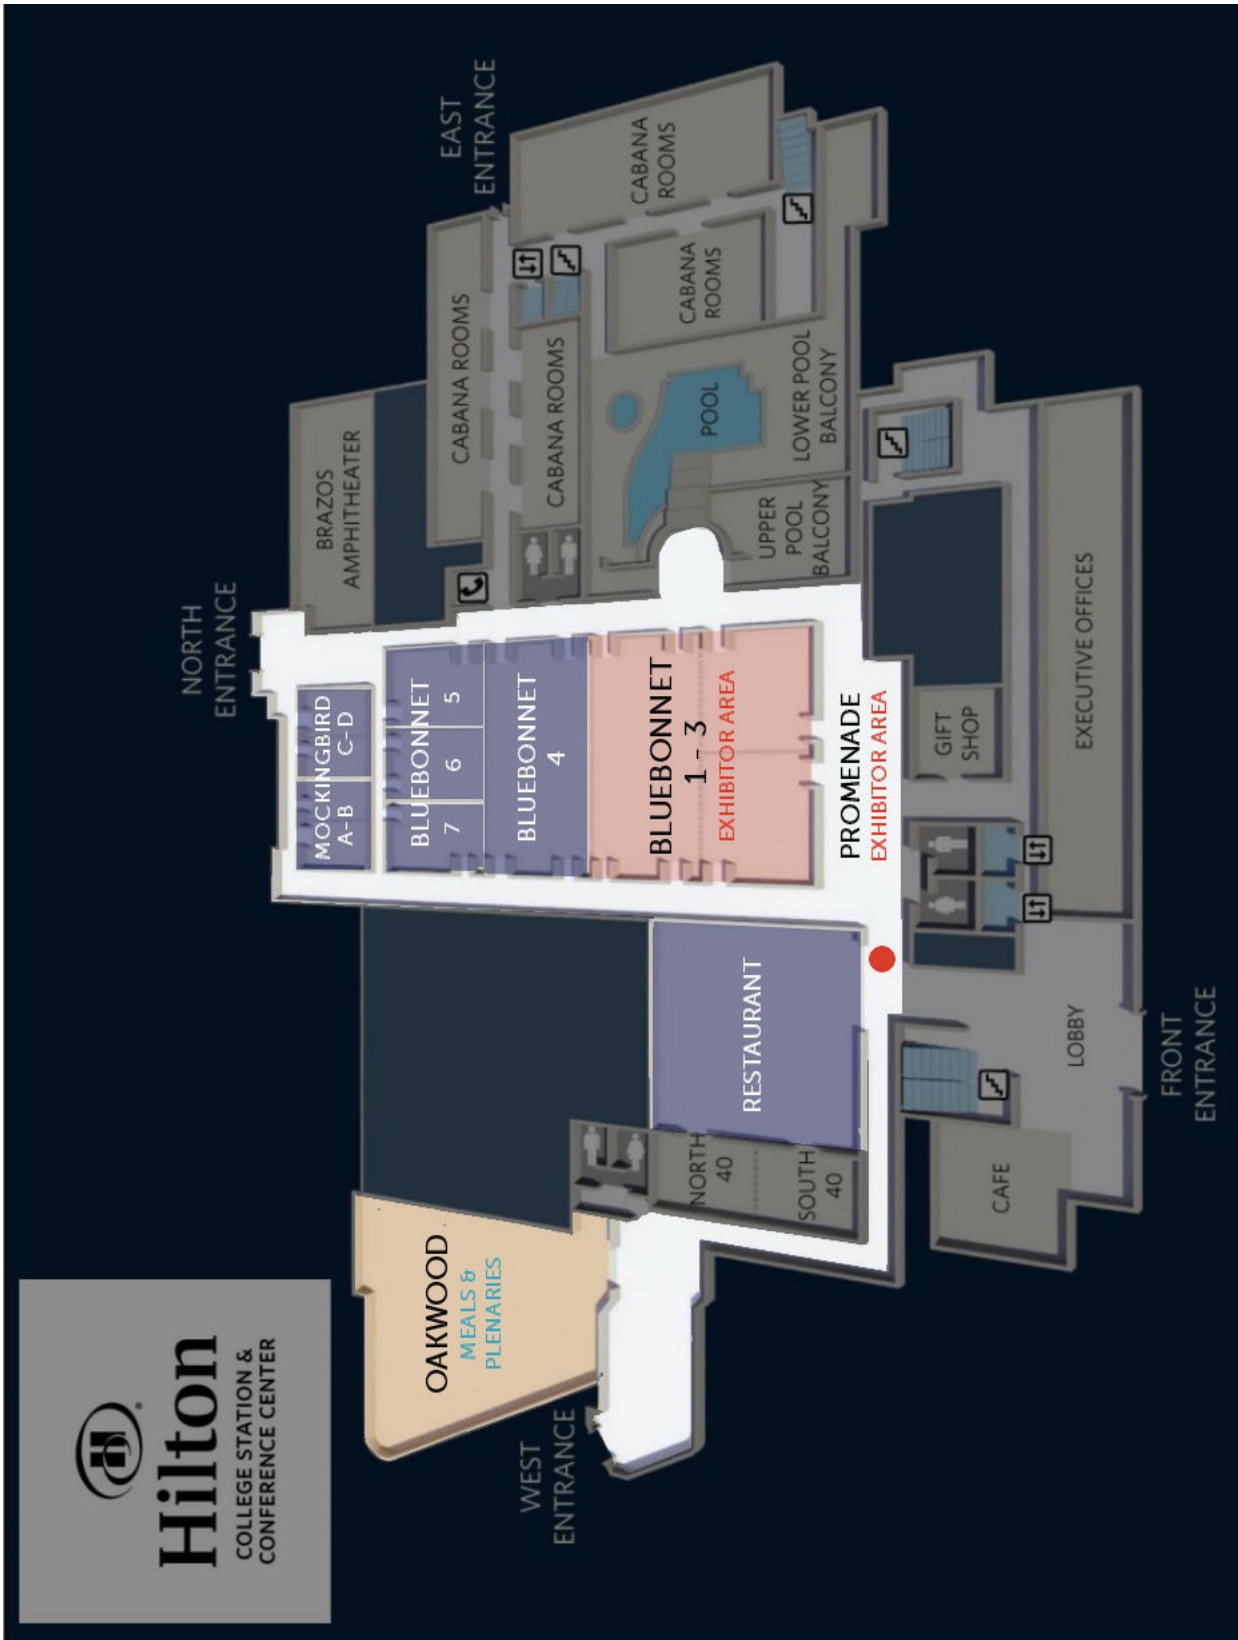 Hilton
COLLEGE STATION &
CONFERENCE CENTER
WEST
ENTRANCE
OAKWOOD
MEALS &
PLENARIES
NORTH
40
SOUTH
40
CAFE
RESTAURANT
LOBBY
FRONT
ENTRANCE
NORTH
ENTRANCE
MOCKINGBIRD
A-B
C-D
BLUEBONNET
7
6
5
BLUEBONNET
4
BLUEBONNET
1 - 3
EXHIBITOR AREA
PROMENADE
EXHIBITOR AREA
GIFT
SHOP
EXECUTIVE OFFICES
BRAZOS
AMPHITHEATER
CABANA ROOMS
CABANA ROOMS
UPPER
POOL
BALCONY
POOL
LOWER POOL
BALCONY
CABANA
ROOMS
CABANA
ROOMS
EAST
ENTRANCE